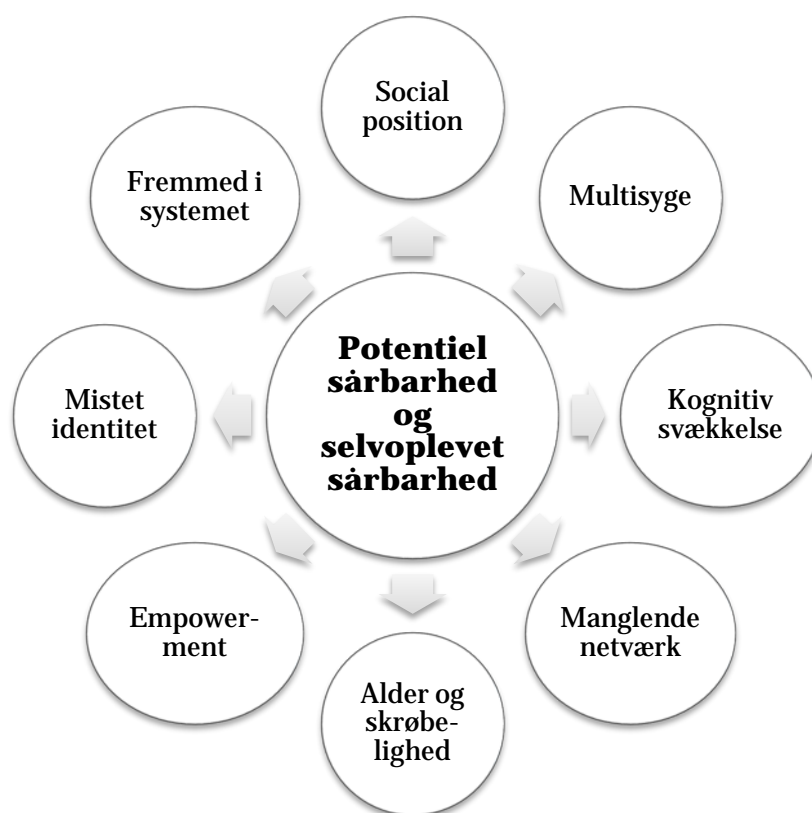 Social
position
Multisyge
Kognitiv
svækkelse
Manglende
netværk
Alder og
skrøbe-
lighed
Empower-
ment
Mistet
identitet
Fremmed i
systemet
Potentiel
sårbarhed
og
selvoplevet
sårbarhed